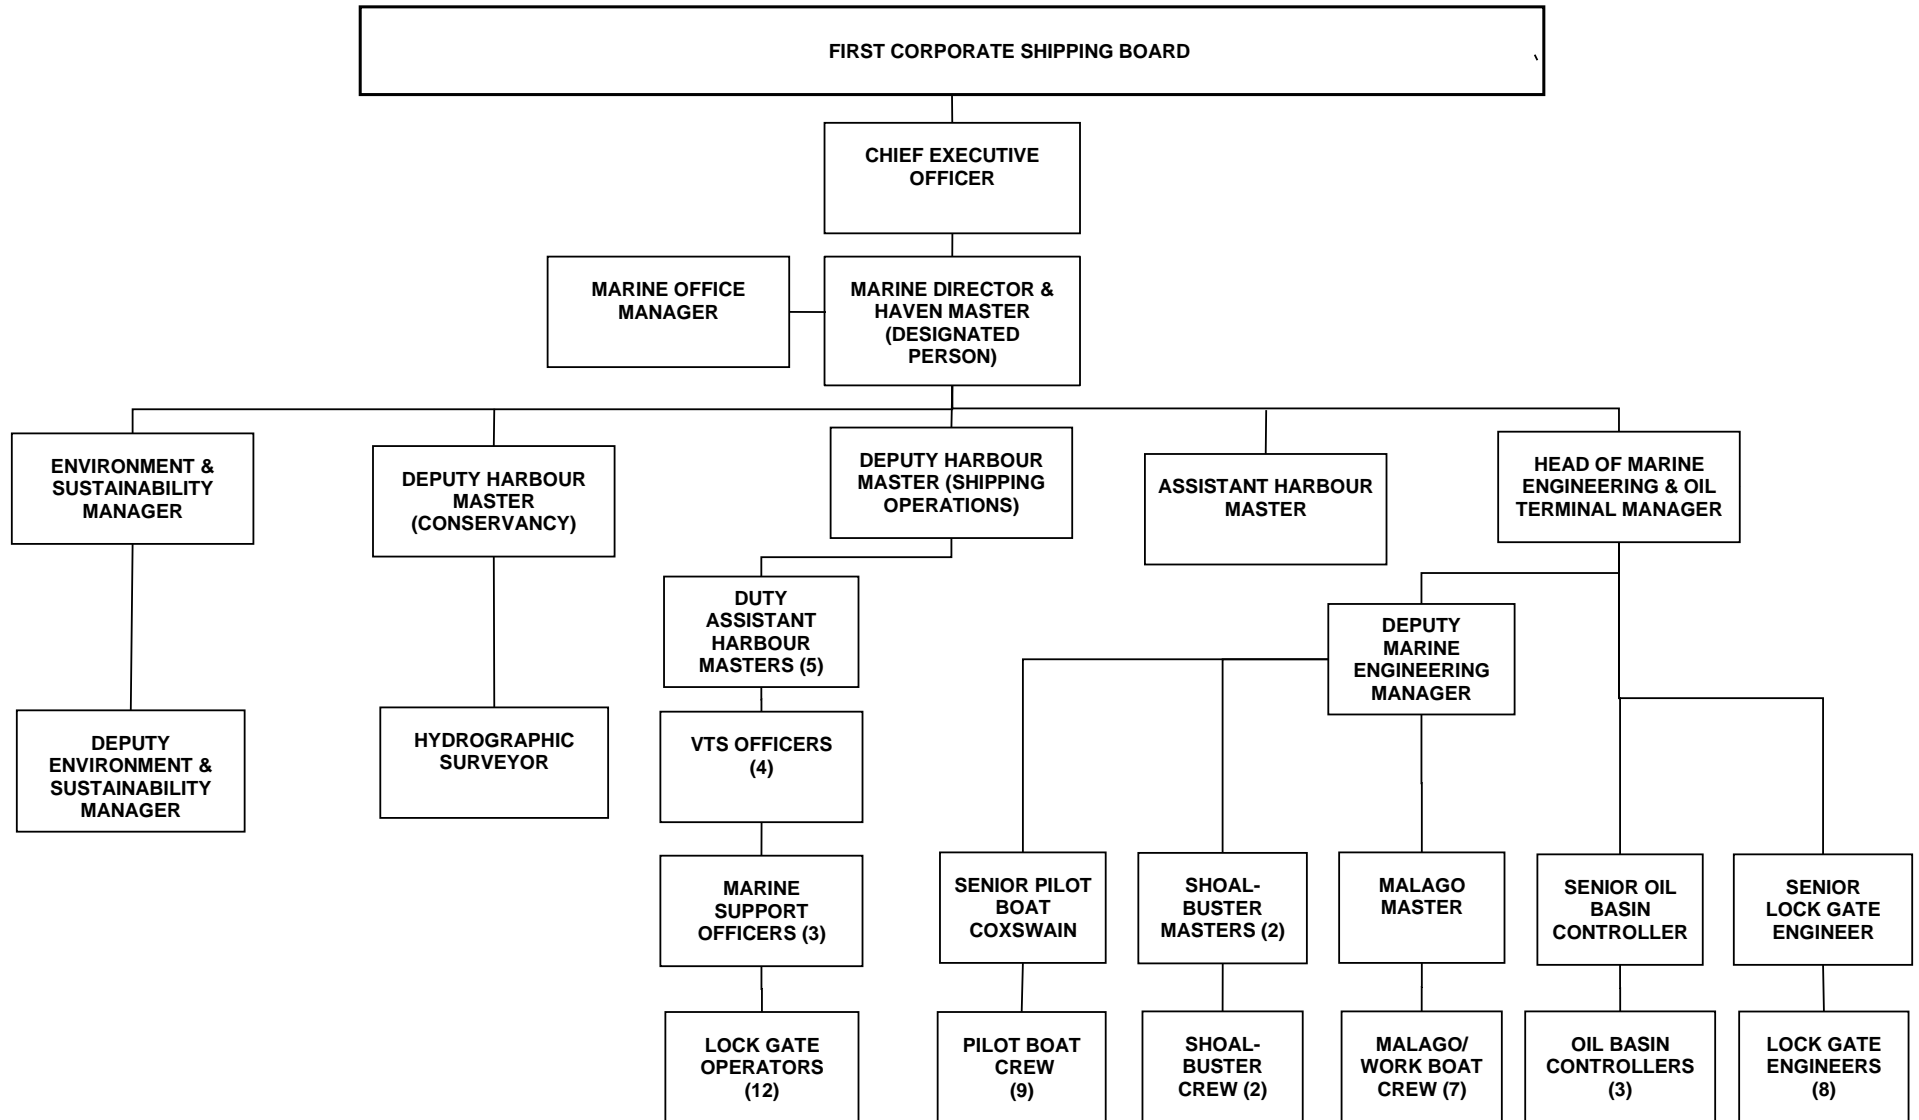 FIRST CORPORATE SHIPPING BOARD
CHIEF EXECUTIVE
OFFICER
MARINE OFFICE
MANAGER
MARINE DIRECTOR &
HAVEN MASTER
(DESIGNATED
PERSON)
ENVIRONMENT &
SUSTAINABILITY
MANAGER
DEPUTY HARBOUR
MASTER
(CONSERVANCY)
DEPUTY HARBOUR
MASTER (SHIPPING
OPERATIONS)
ASSISTANT HARBOUR
MASTER
HEAD OF MARINE
ENGINEERING & OIL
TERMINAL MANAGER
DUTY
ASSISTANT
HARBOUR
MASTERS (5)
DEPUTY
MARINE
ENGINEERING
MANAGER
DEPUTY
ENVIRONMENT &
SUSTAINABILITY
MANAGER
HYDROGRAPHIC
SURVEYOR
VTS OFFICERS
(4)
MARINE
SUPPORT
OFFICERS (3)
SENIOR PILOT
BOAT
COXSWAIN
SHOAL-
BUSTER
MASTERS (2)
MALAGO
MASTER
SENIOR OIL
BASIN
CONTROLLER
SENIOR
LOCK GATE
ENGINEER
LOCK GATE
OPERATORS
(12)
PILOT BOAT
CREW
(9)
SHOAL-
BUSTER
CREW (2)
MALAGO/
WORK BOAT
CREW (7)
OIL BASIN
CONTROLLERS
(3)
LOCK GATE
ENGINEERS
(8)